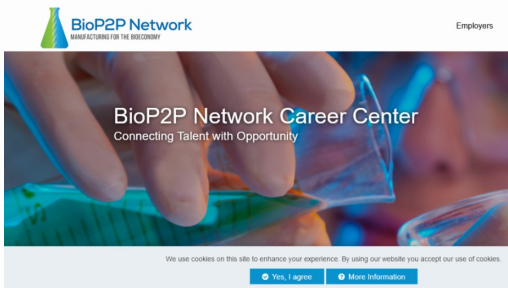 BioP2P Network
MANUFACTURING FOR THE BIOECONOMY
Employers
BioP2P Network Career Center
Connecting Talent with Opportunity
We use cookies on this site to enhance your experience. By using our website you accept our use of cookies.
Yes, I agree
More Information